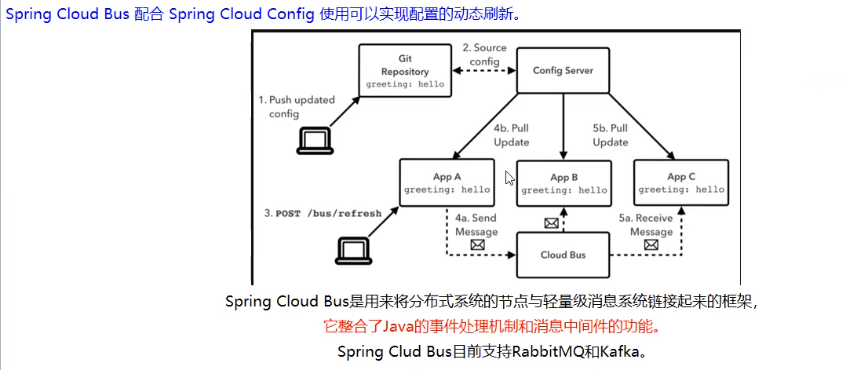 Spring Cloud Bus 配合 Spring Cloud Config 使用可以实现配置的动态刷新。
Git
Repository
greeting: hello
2. Source
config
Config Server
1. Push updated
config
4b. Pull
Update
5b. Pull
Update
App A
greeting: hello
App B
greeting: hello
App C
greeting: hello
3. POST /bus/refresh
4a. Send
Message
Cloud Bus
5a. Receive
Message
Spring Cloud Bus是用来将分布式系统的节点与轻量级消息系统链接起来的框架，
它整合了Java的事件处理机制和消息中间件的功能。
Spring Clud Bus目前支持RabbitMQ和Kafka。